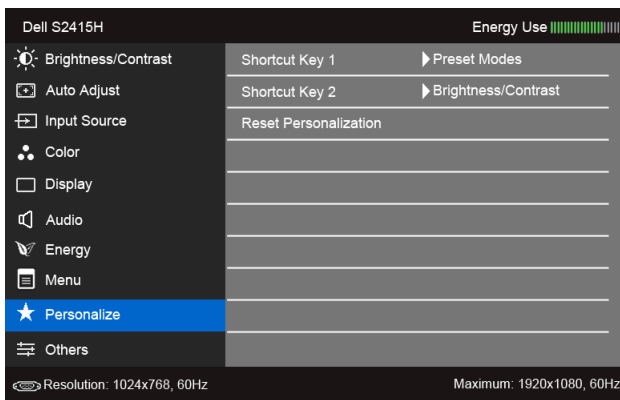 Dell S2415H
Energy Use
Brightness/Contrast
Auto Adjust
Input Source
Color
Display
Audio
Energy
Menu
Personalize
Others
Shortcut Key 1
Preset Modes
Shortcut Key 2
Brightness/Contrast
Reset Personalization
Resolution: 1024x768, 60Hz
Maximum: 1920x1080, 60Hz